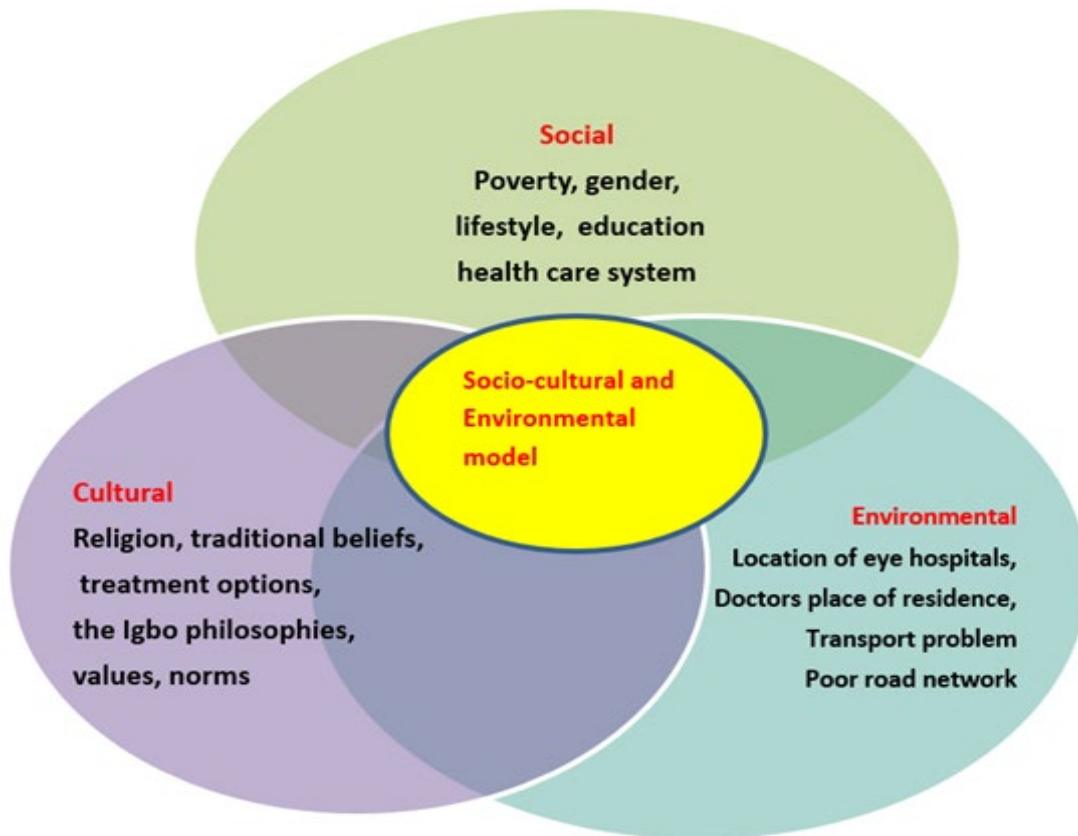 Social
Poverty, gender,
lifestyle, education
health care system
Socio-cultural and
Environmental
model
Cultural
Religion, traditional beliefs,
treatment options,
the Igbo philosophies,
values, norms
Environmental
Location of eye hospitals,
Doctors place of residence,
Transport problem
Poor road network